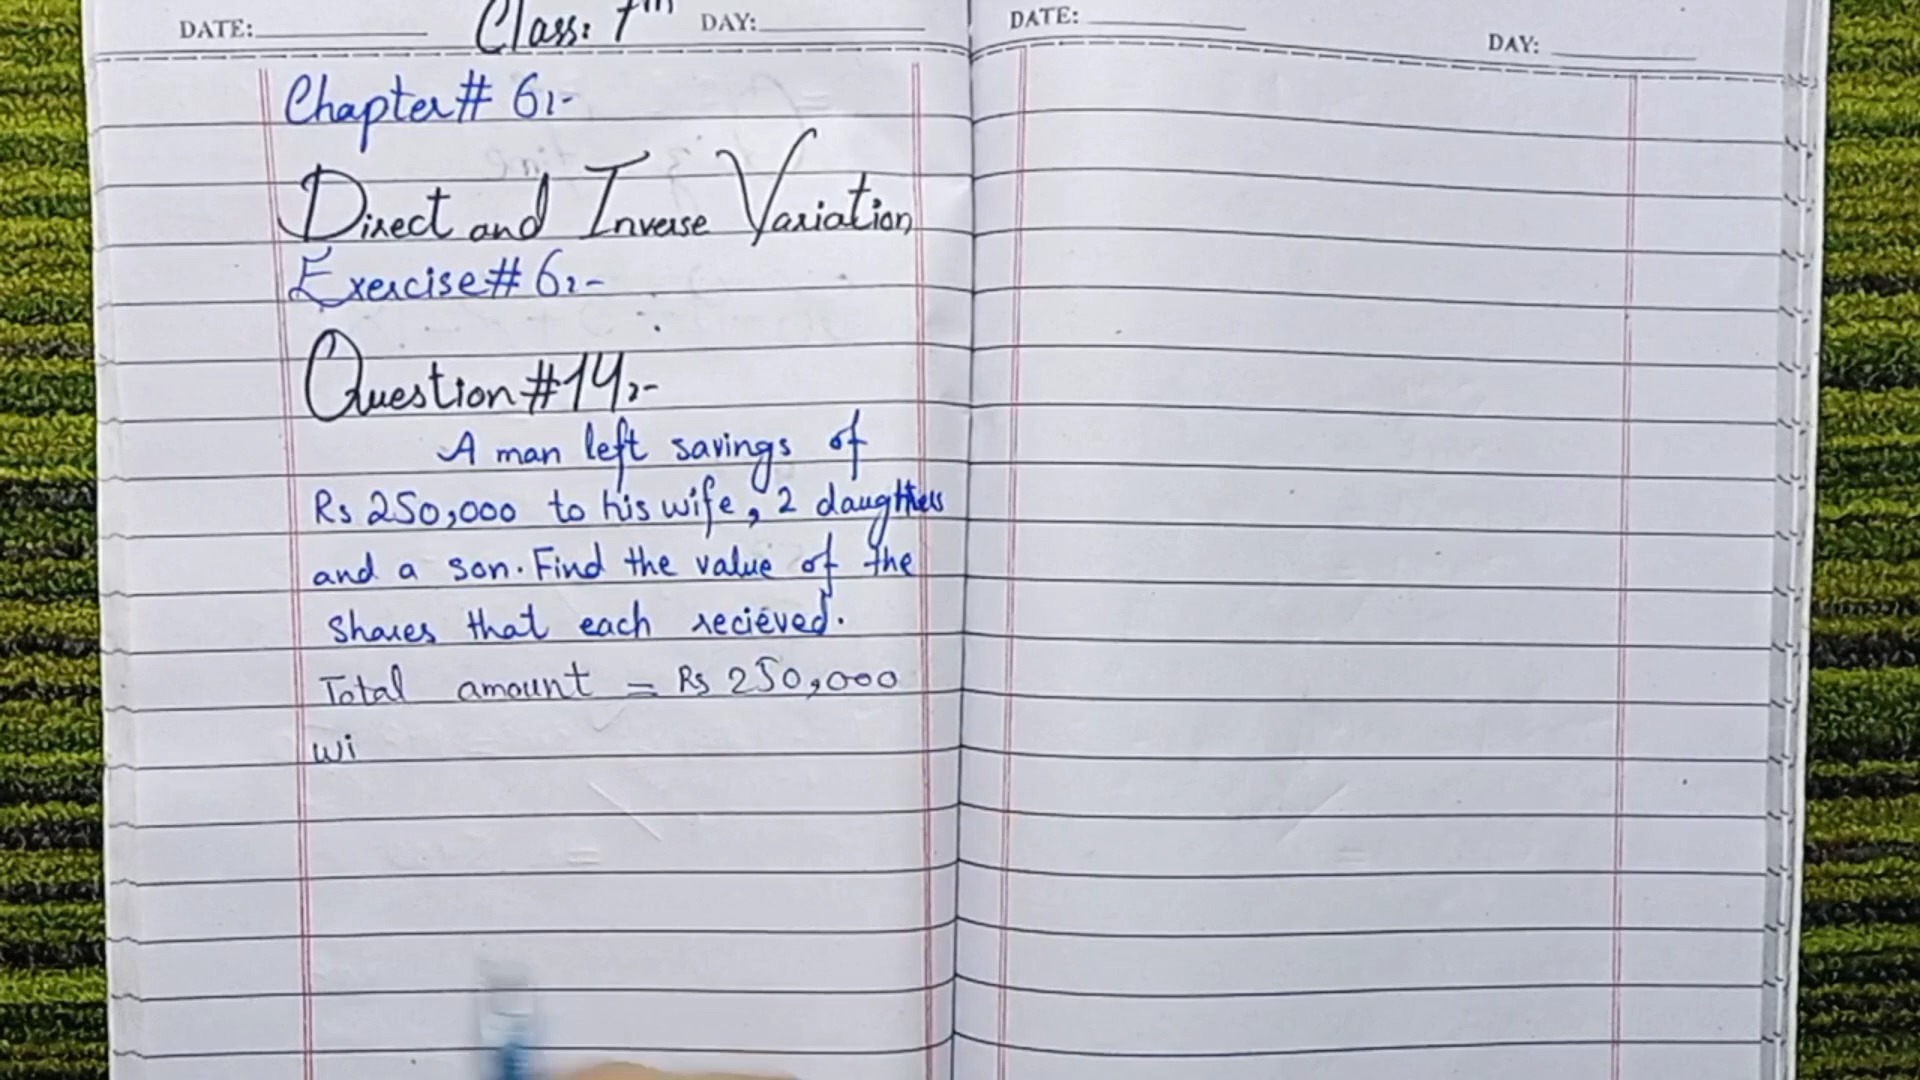 DATE: Class: 7th DAY:
Chapter# 6:-
Direct and Inverse Variation
Exercise# 6:-
Question#14:-
A man left savings of
Rs 250,000 to his wife, 2 daughters
and a son. Find the value of the
shares that each recieved.
Total amount = Rs 250,000
wi
DATE: DAY: